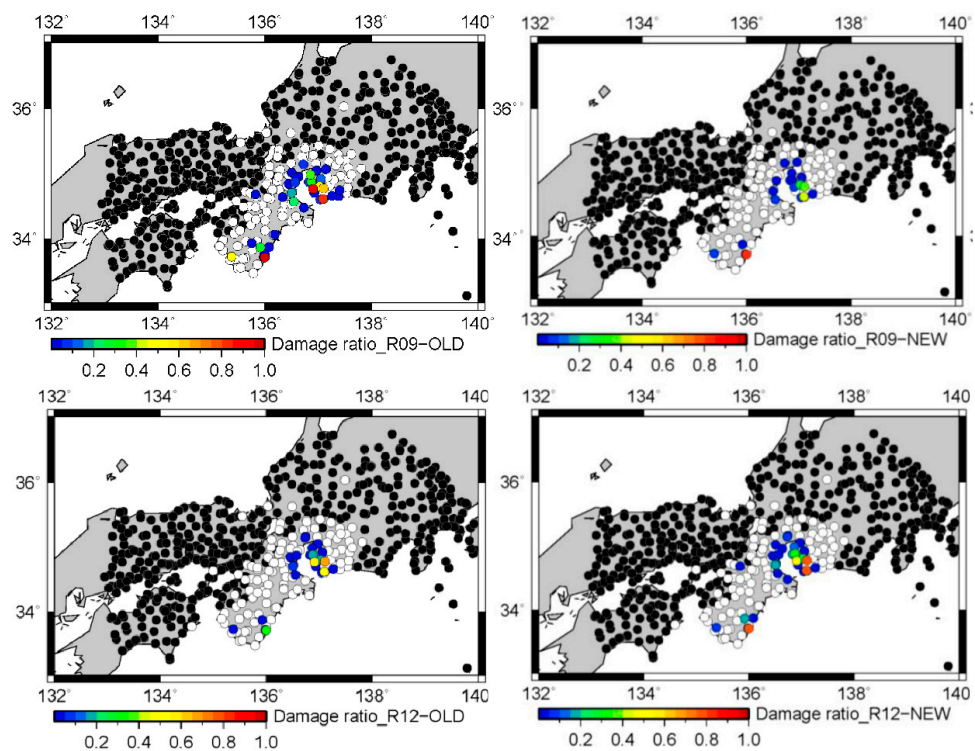 132 134 136 138 140°
36°
34°
132 134 136 138 140°
Damage ratio_R09-OLD
0.2 0.4 0.6 0.8 1.0
132 134 136 138 140
36°
34°
132 134 136 138 140
Damage ratio_R09-NEW
0.2 0.4 0.6 0.8 1.0
132 134 136 138 140°
36°
34°
132 134 136 138 140
Damage ratio_R12-OLD
0.2 0.4 0.6 0.8 1.0
132 134 136 138 140
36°
34°
132 134 136 138 140
Damage ratio_R12-NEW
0.2 0.4 0.6 0.8 1.0